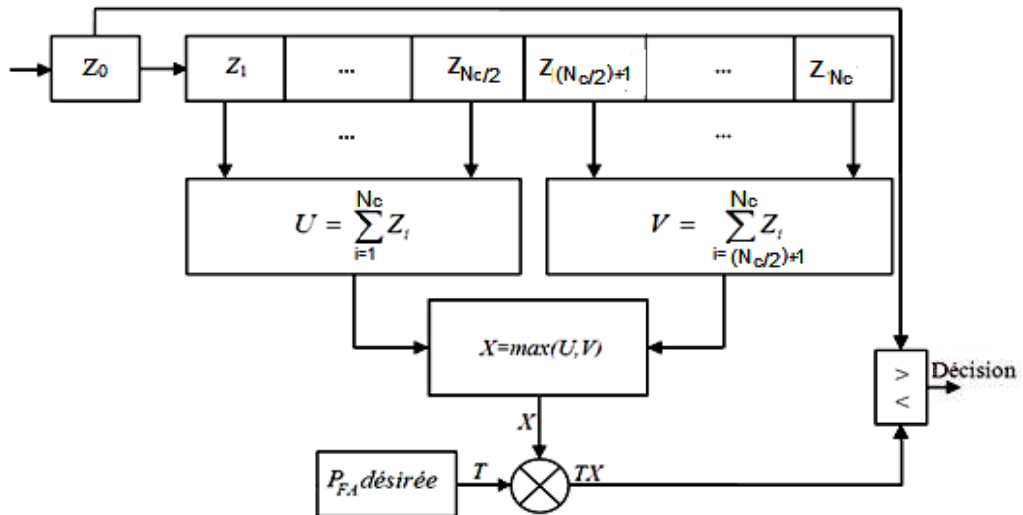 Z0 Z1 ... ZNc/2 Z(Nc/2)+1 ... ZNc
... ...
U = ∑ i=1 Nc Zi V = ∑ i=(Nc/2)+1 Nc Zi
X=max(U,V)
> <
Décision
X
PFA désirée T TX